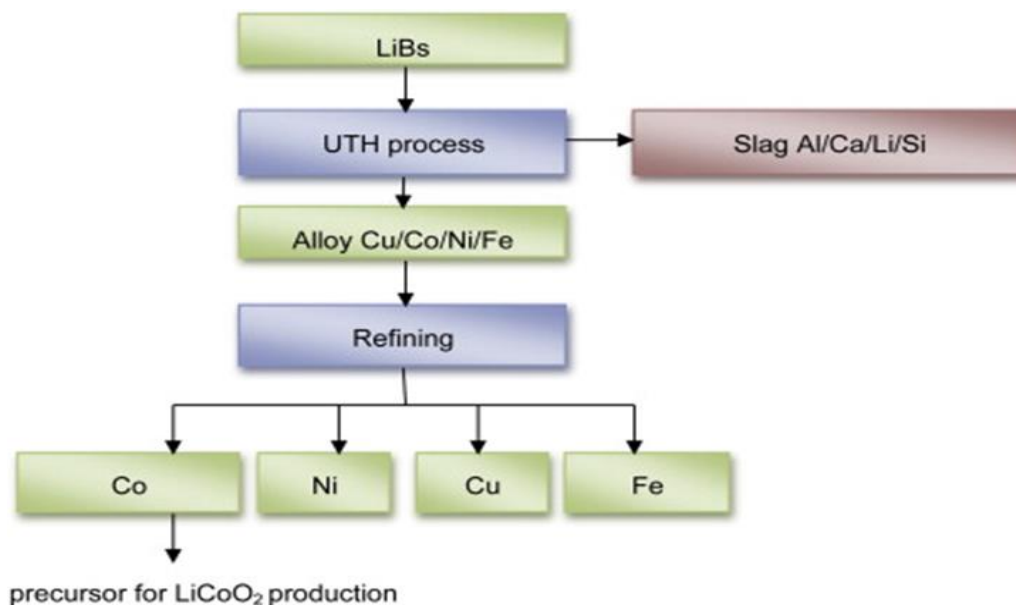 LiBs
UTH process
Slag Al/Ca/Li/Si
Alloy Cu/Co/Ni/Fe
Refining
Co
Ni
Cu
Fe
precursor for LiCoO₂ production